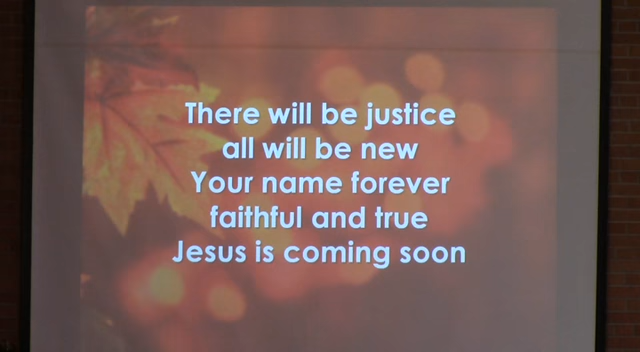 There will be justice
all will be new
Your name forever
faithful and true
Jesus is coming soon